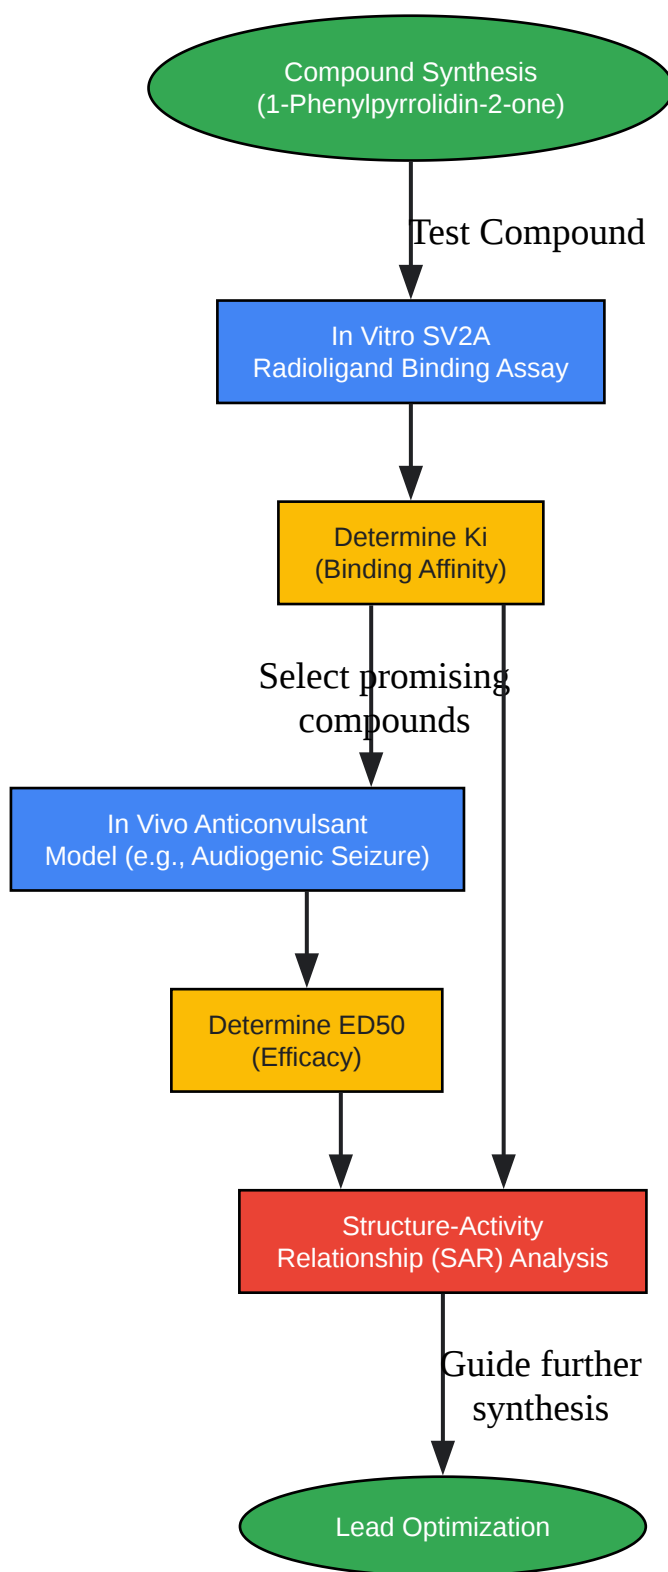 Compound Synthesis
(1-Phenylpyrrolidin-2-one)
Test Compound
In Vitro SV2A
Radioligand Binding Assay
Determine Ki
(Binding Affinity)
Select promising
compounds
In Vivo Anticonvulsant
Model (e.g., Audiogenic Seizure)
Determine ED50
(Efficacy)
Structure-Activity
Relationship (SAR) Analysis
Guide further
synthesis
Lead Optimization